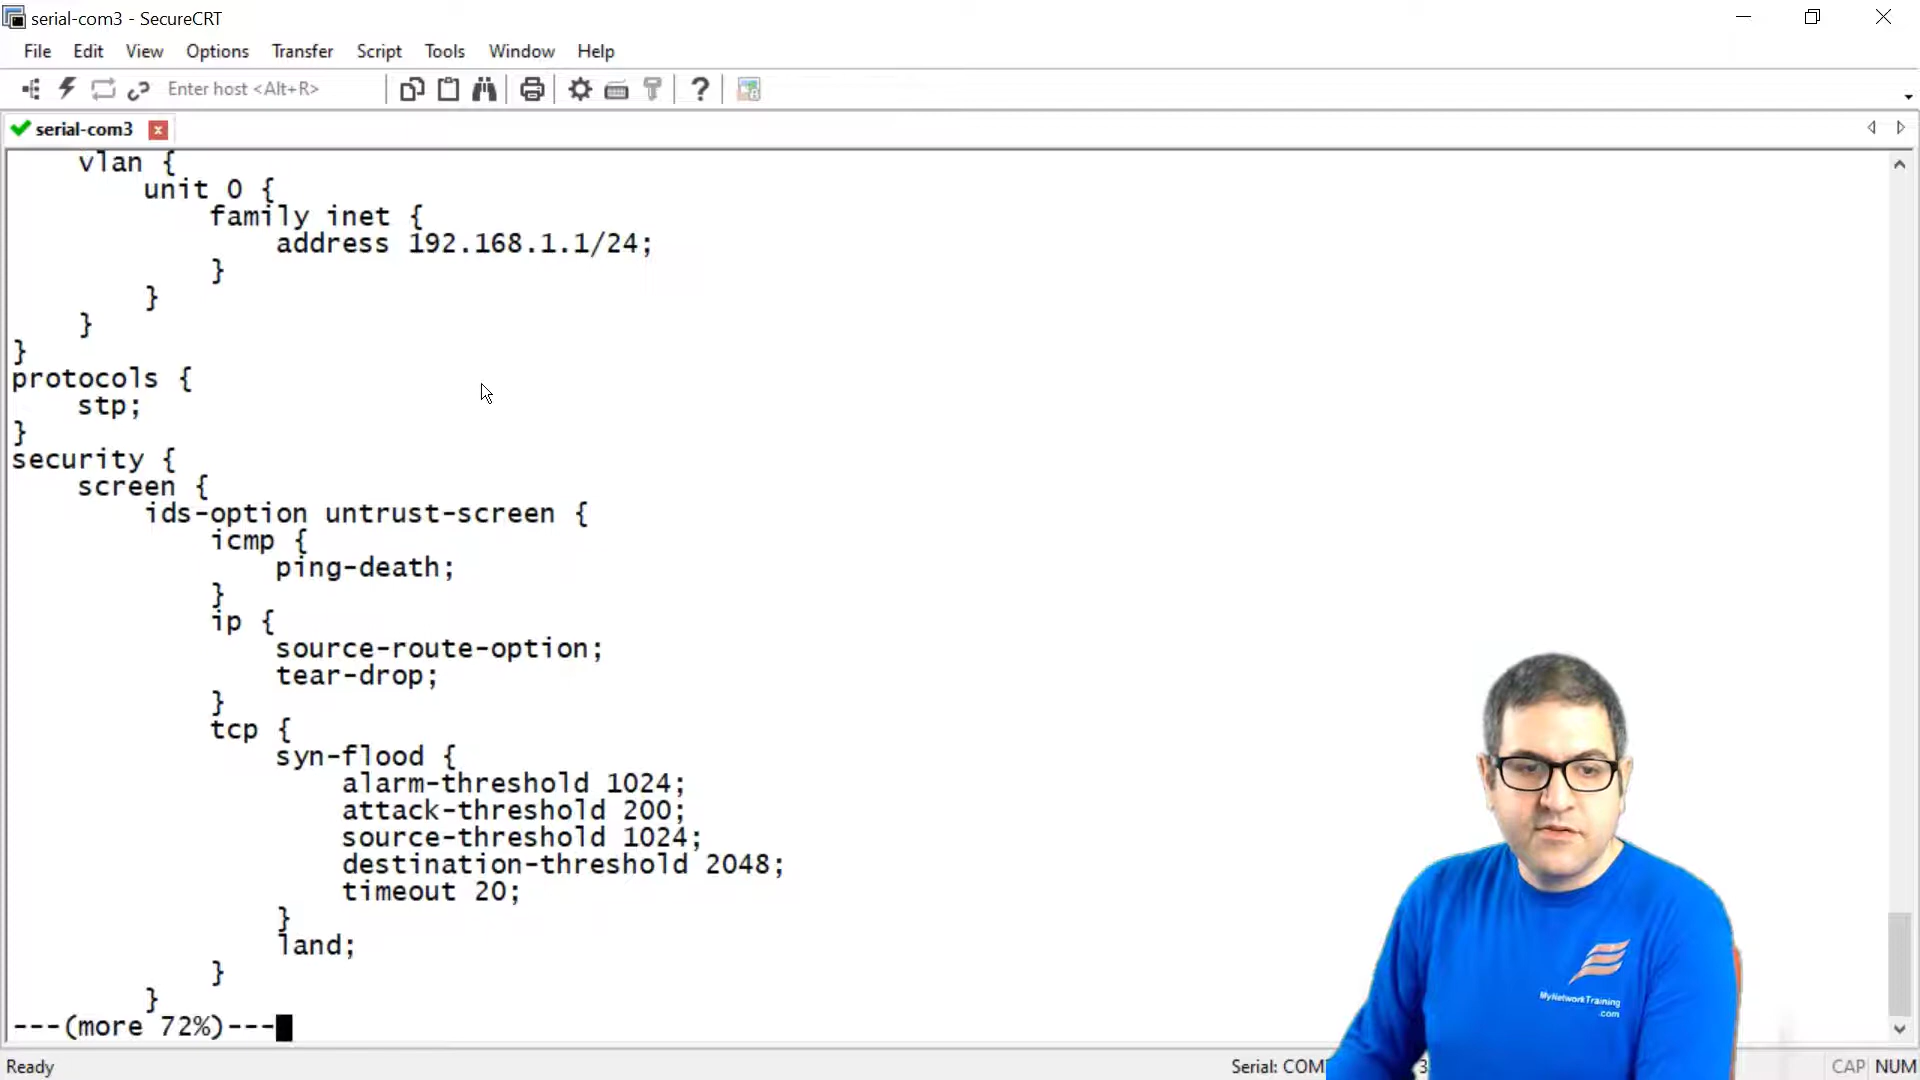 serial-com3 - SecureCRT
File Edit View Options Transfer Script Tools Window Help
Enter host <Alt+R>
serial-com3
vlan {
unit 0 {
family inet {
address 192.168.1.1/24;
}
}
}
}
protocols {
stp;
}
security {
screen {
ids-option untrust-screen {
icmp {
ping-death;
}
ip {
source-route-option;
tear-drop;
}
tcp {
syn-flood {
alarm-threshold 1024;
attack-threshold 200;
source-threshold 1024;
destination-threshold 2048;
timeout 20;
}
land;
}
}
---(more 72%)---
MyNetworkTraining
.com
Ready Serial: COM 3 CAP NUM